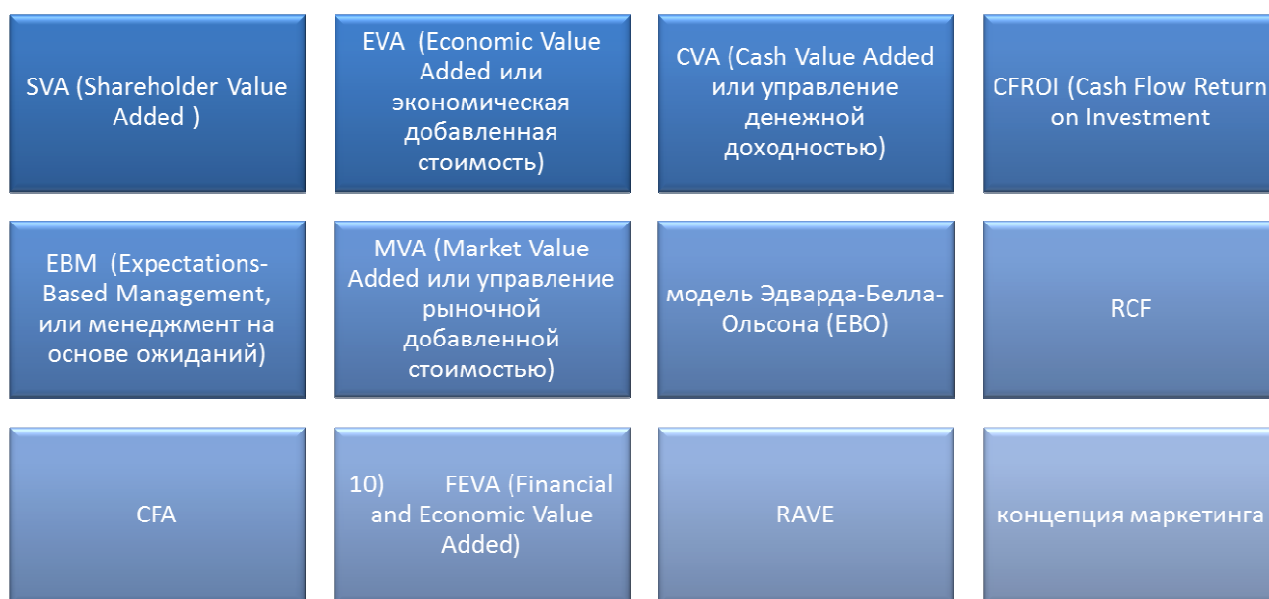 SVA (Shareholder Value
Added )
EVA  (Economic Value
Added или
экономическая
добавленная
стоимость)
CVA (Cash Value Added
или управление
денежной
доходностью)
CFROI (Cash Flow Return
on Investment
EBM  (Expectations-
Based Management,
или менеджмент на
основе ожиданий)
MVA (Market Value
Added или управление
рыночной
добавленной
стоимостью)
модель Эдварда-Белла-
Ольсона (EBO)
RCF
CFA
10)        FEVA (Financial
and Economic Value
Added)
RAVE
концепция маркетинга